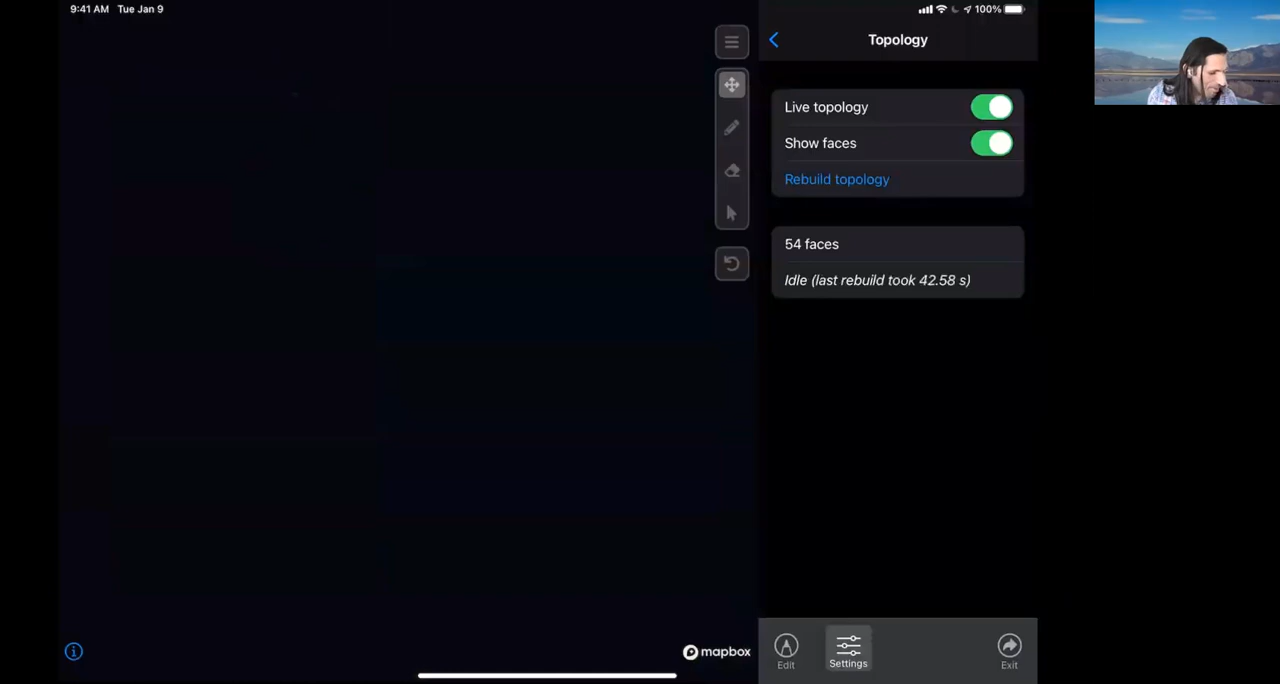 9:41 AM Tue Jan 9
100%
Topology
Live topology
Show faces
Rebuild topology
54 faces
Idle (last rebuild took 42.58 s)
mapbox
Edit
Settings
Exit